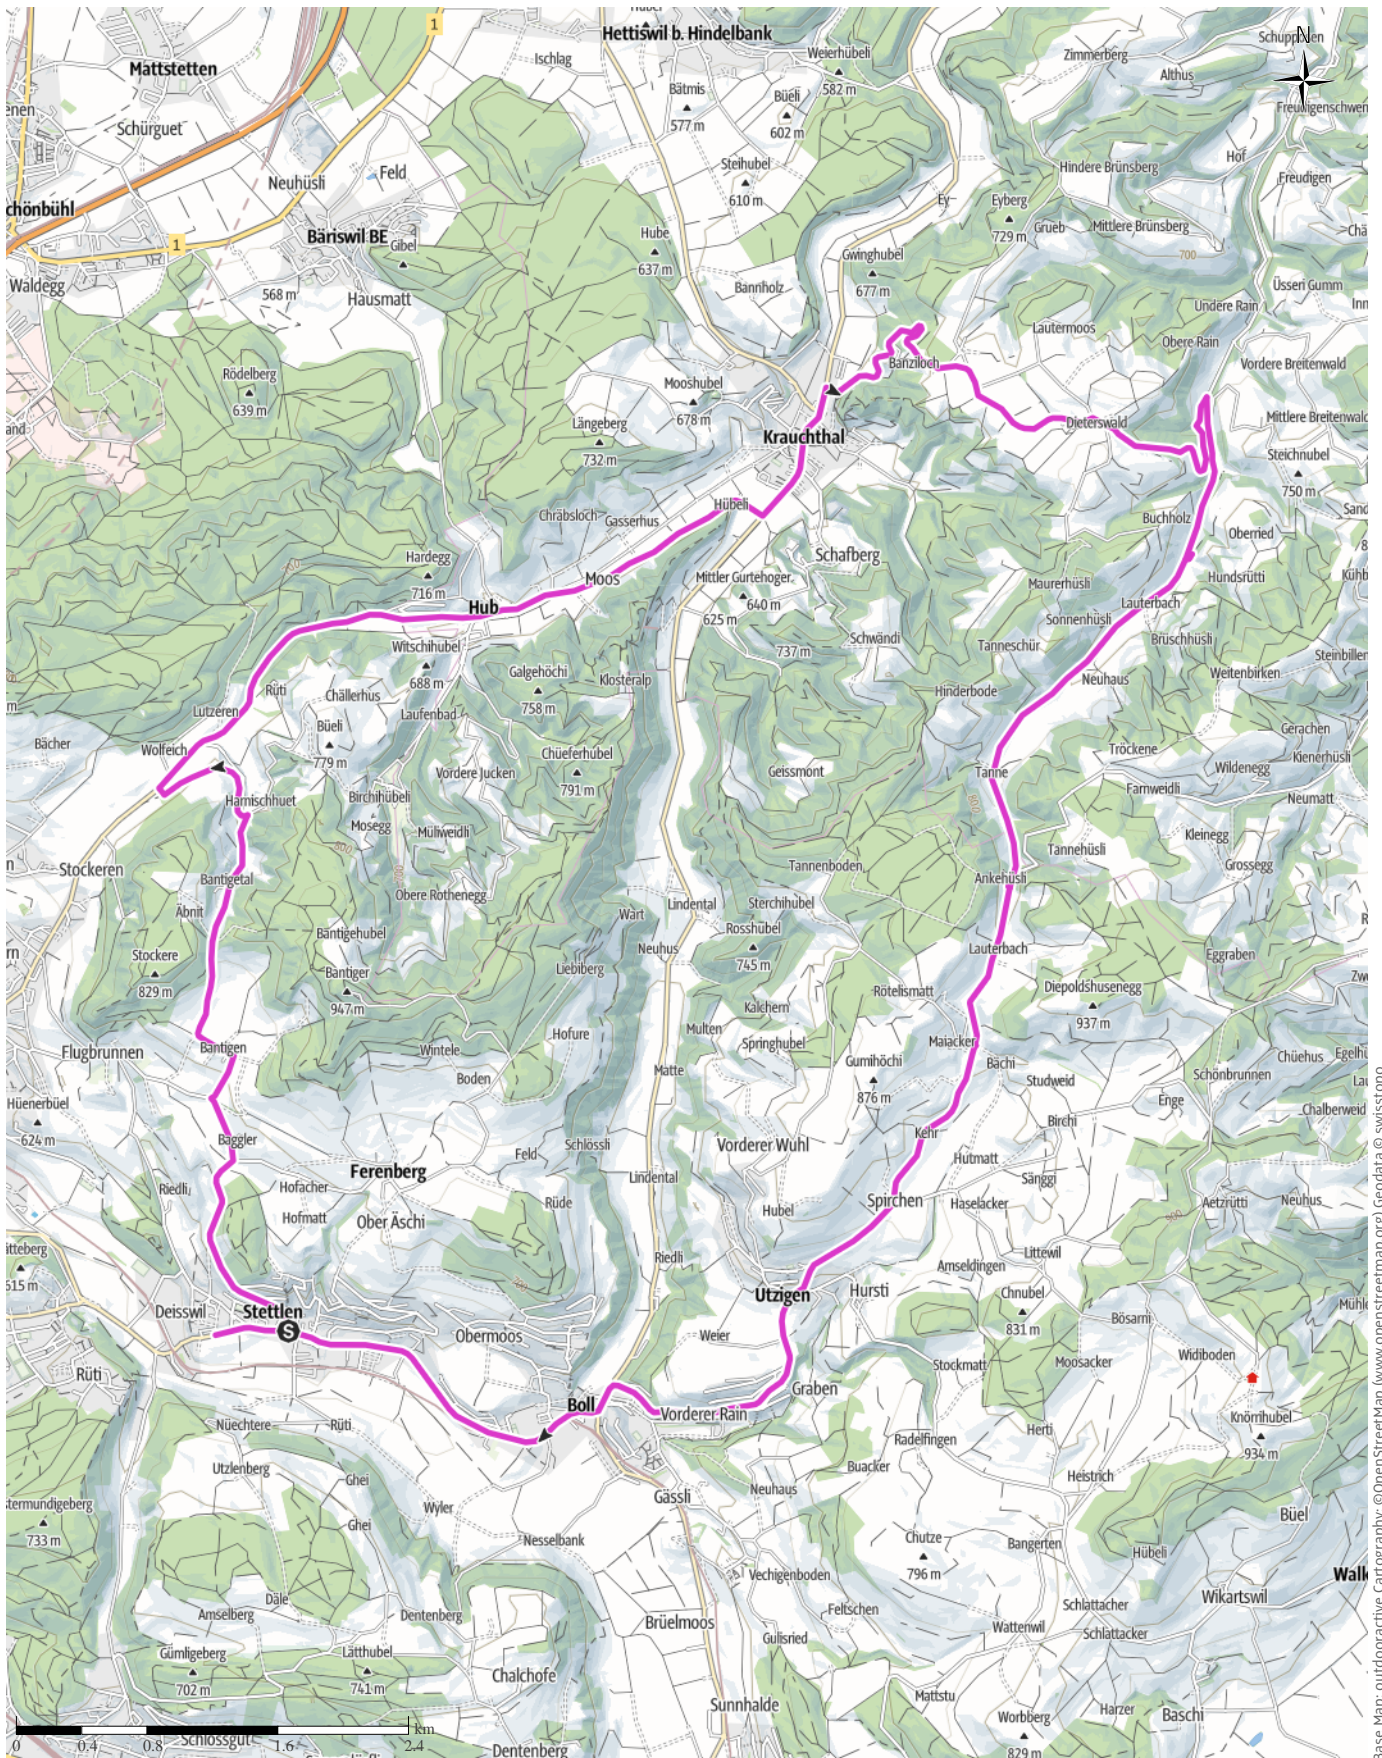 Hettiswil b. Hindelbank
1
Schupposen
Ischlag
Weierhübeli
582 m
Zimmerberg
N
Mattstetten
Althus
Bätmis
577 m
Büeli
602 m
Schürguet
Steihubel
610 m
Hof
Hindere Brünsberg
Freudigen
Feld
Neuhüsli
Ey
Eyberg
729 m
Grueb
Mittlere Brünsberg
Bäriswil BE
Gibel
Hube
637 m
1
Gwinghubel
677 m
700
Waldegg
568 m
Hausmatt
Bannholz
Üsseri Gumm
Undere Rain
Lautermoos
Obere Rain
Banziloch
Vordere Breitenwald
Rödelberg
639 m
Mooshubel
678 m
Längeberg
732 m
Krauchthal
Dieterswald
Mittlere Breitenwald
Steichnubel
750 m
Hübeli
Chräbsloch
Gasserhus
Buchholz
Oberried
Hardegg
716 m
Moos
Schafberg
Mittler Gurtehoger
640 m
625 m
Maurerhüsli
Hundsrütti
Hub
Lauterbach
Sonnenhüsli
Brüschhüsli
Witschihubel
688 m
Schwändi
Tanneschür
737 m
Galgehöchi
758 m
Klosteralp
Weitenbirken
Neuhaus
Rüti
Chällerhus
Hinderbode
Lutzeren
Laufenbad
Büeli
779 m
Gerachen
Bächer
Wolfeich
Tröckene
Chüeferhubel
791 m
Kienerhüsli
Vordere Jucken
Geissmont
Tanne
Wildenegg
Farnweidli
Harnischhuet
Birchihübeli
800
Neumatt
Mosegg
Müliweidli
Kleinegg
800
Tannehüsli
Stockeren
Tannenboden
Grossegg
Bantigetal
Ankehüsli
Obere Rothenegg
Abnit
Wart
Lindental
Sterchihubel
Bantigehubel
Rosshübel
745 m
Neuhus
Lauterbach
Eggraben
Stockere
829 m
Bantiger
947 m
Liebiberg
Rötelismatt
Diepoldshusenegg
937 m
Kalchern
Multen
Hofure
Springhubel
Maiacker
Flugbrunnen
Bantigen
Wintele
Gumihöchi
876 m
Bächi
Chüehus
Matte
Boden
Studweid
Schönbrunnen
Hüenerbüel
624 m
Enge
Chalberweid
Birchi
Baggler
Schlössli
Vorderer Wuhl
Kehr
Feld
Hutmatt
Ferenberg
Lindental
Sänggi
Riedli
Hofacher
Spirchen
Haselacker
Aetzrütti
Neuhus
Rüde
Hofmatt
Ober Äschi
Hubel
Littewil
Riedli
Amseldingen
Utzigen
Hursti
Chnubel
831 m
Deisswil
Stettlen
S
Obermoos
Weier
Bösarni
Widiboden
Stockmatt
Moosacker
Rüti
Graben
Boll
Vorderer Rain
Knörrihubel
934 m
Nüechtere
Rüti
Herti
Radelfingen
Utzlenberg
Ghei
Buacker
Heistrich
Neuhaus
Gässli
Wyler
Büel
733 m
Ghei
Nesselbank
Chutze
796 m
Bangerten
Hübeli
Vechigenboden
Däle
Wikartswil
Amselberg
Dentenberg
Brüelmoos
Feltschen
Schlattacher
Wattenwil
Schlattacker
Gümligeberg
702 m
Lätthubel
741 m
Gulisried
Chalchofe
Mattstu
Sunnhalde
Worbberg
829 m
Harzer
Baschi
Dentenberg
km
0
0.4
0.8
1.6
2.4